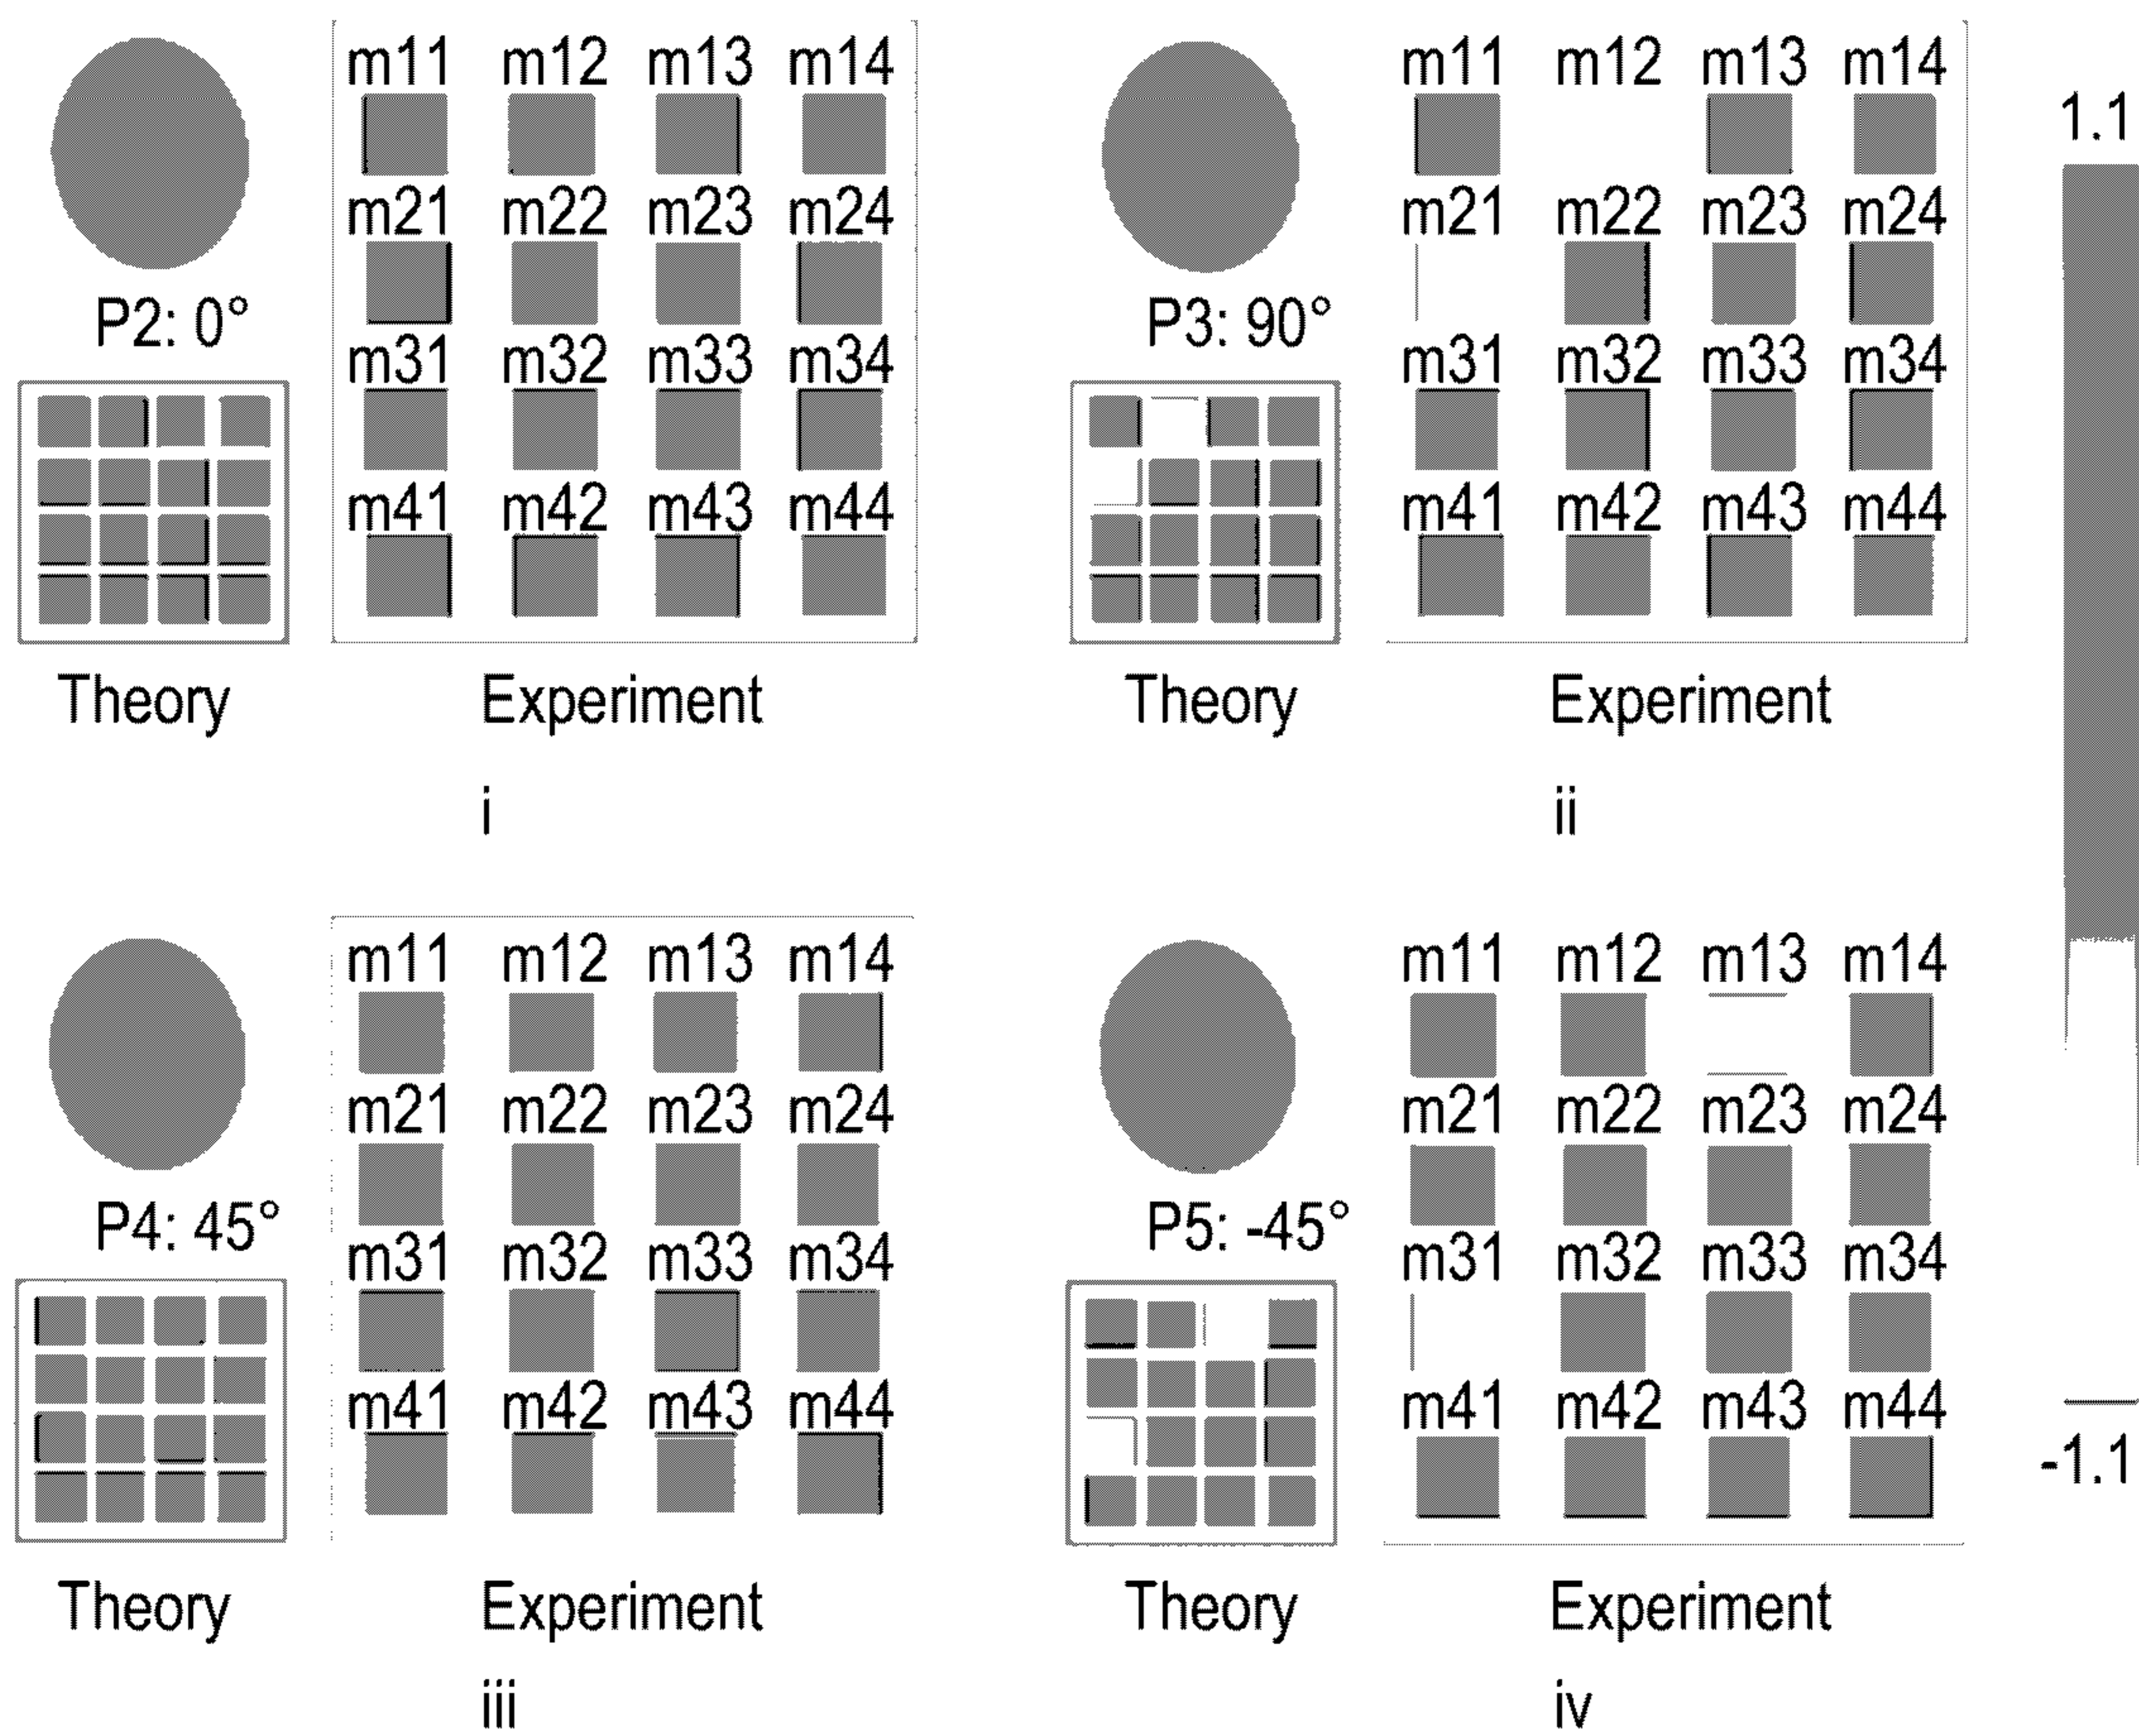 m11 m12 m13 m14
m21 m22 m23 m24
m31 m32 m33 m34
m41 m42 m43 m44
P2: 0°
Theory
Experiment
i
m11 m12 m13 m14
m21 m22 m23 m24
m31 m32 m33 m34
m41 m42 m43 m44
P3: 90°
Theory
Experiment
ii
1.1
-1.1
m11 m12 m13 m14
m21 m22 m23 m24
m31 m32 m33 m34
m41 m42 m43 m44
P4: 45°
Theory
Experiment
iii
m11 m12 m13 m14
m21 m22 m23 m24
m31 m32 m33 m34
m41 m42 m43 m44
P5: -45°
Theory
Experiment
iv